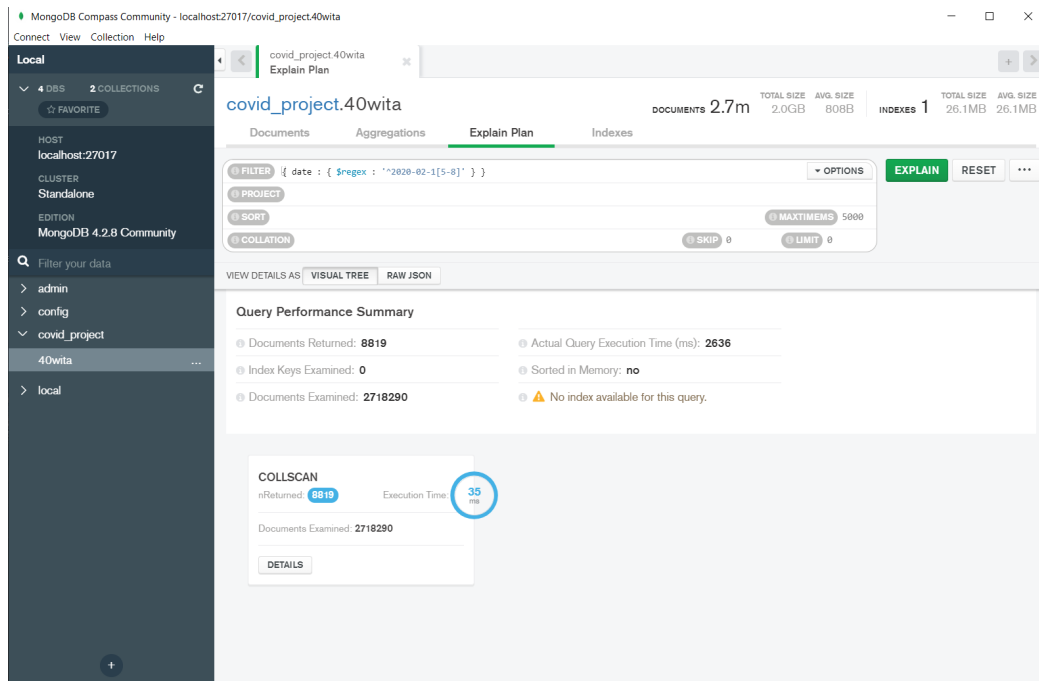 MongoDB Compass Community - localhost:27017/covid_project.40wita
Connect View Collection Help
Local
4 DBS 2 COLLECTIONS
FAVORITE
HOST
localhost:27017
CLUSTER
Standalone
EDITION
MongoDB 4.2.8 Community
Filter your data
admin
config
covid_project
40wita ...
local
+
covid_project.40wita
Explain Plan
covid_project.40wita
DOCUMENTS 2.7m TOTAL SIZE 2.0GB AVG. SIZE 808B INDEXES 1 TOTAL SIZE 26.1MB AVG. SIZE 26.1MB
Documents Aggregations Explain Plan Indexes
FILTER { date : { $regex : '^2020-02-1[5-8]' } } OPTIONS EXPLAIN RESET ...
PROJECT
SORT MAXTIMEMS 5000
COLLATION SKIP 0 LIMIT 0
VIEW DETAILS AS VISUAL TREE RAW JSON
Query Performance Summary
Documents Returned: 8819 Actual Query Execution Time (ms): 2636
Index Keys Examined: 0 Sorted in Memory: no
Documents Examined: 2718290 No index available for this query.
COLLSCAN
nReturned: 8819 Execution Time: 35 ms
Documents Examined: 2718290
DETAILS